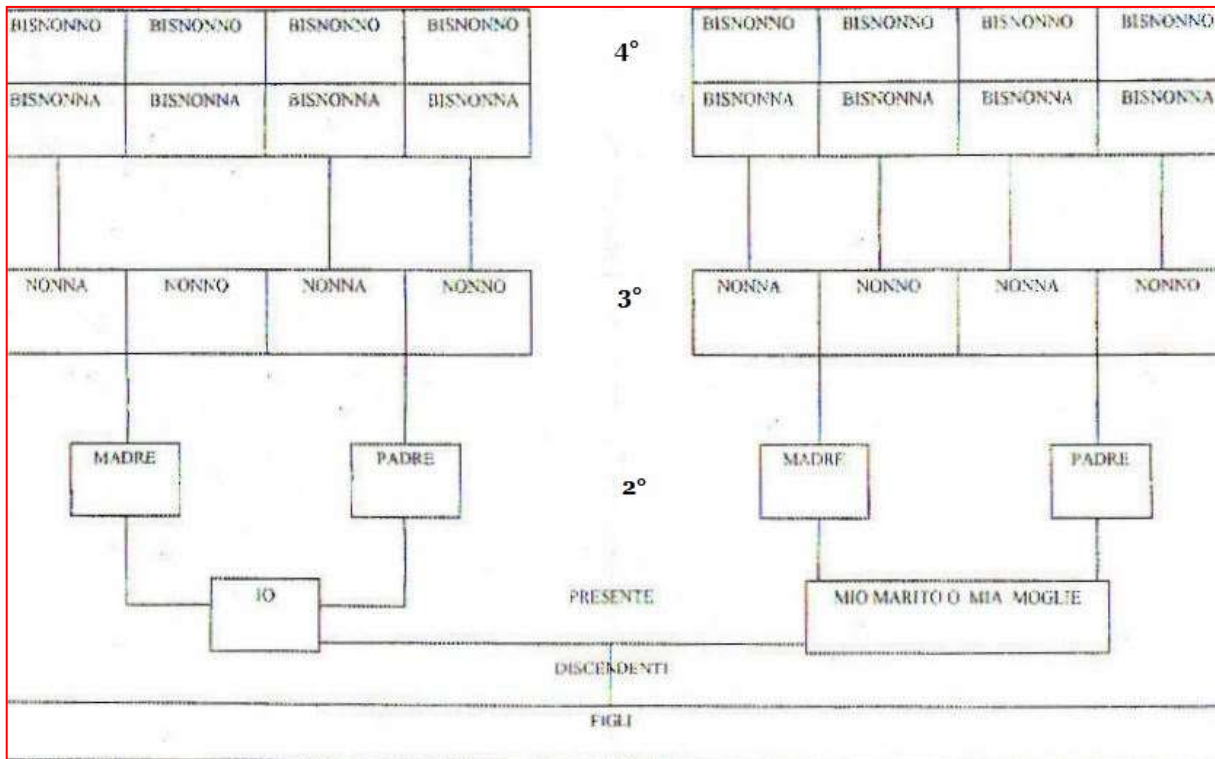 BISNONNO BISNONNO BISNONNO BISNONNO 4° BISNONNO BISNONNO BISNONNO BISNONNO
BISNONNA BISNONNA BISNONNA BISNONNA BISNONNA BISNONNA BISNONNA BISNONNA
NONNA NONNO NONNA NONNO 3° NONNA NONNO NONNA NONNO
MADRE PADRE 2° MADRE PADRE
IO PRESENTE MIO MARITO O MIA MOGLIE
DISCENDENTI
FIGLI